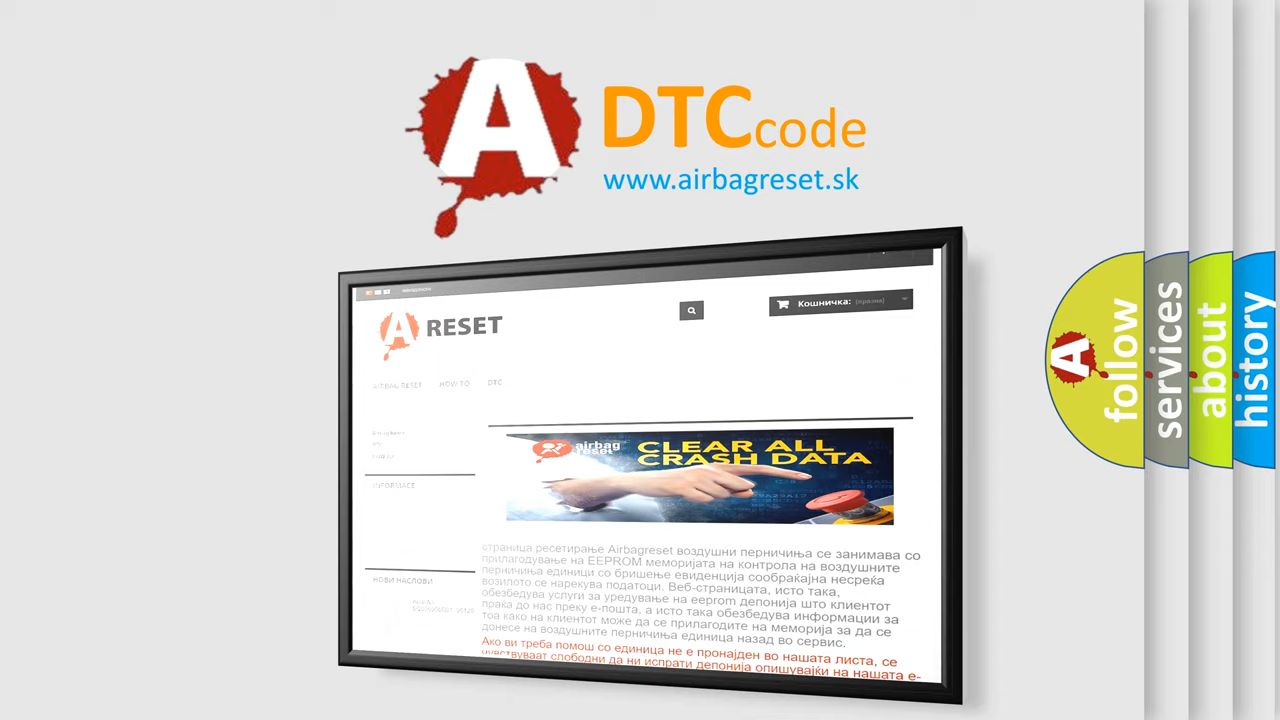 A DTCcode
www.airbagreset.sk
A RESET
Кошничка: (празна)
AIRBAG RESET HOW TO DTC
airbag reset
CLEAR ALL
CRASH DATA
INFORMACE
НОВИ НАСЛОВИ
страница ресетирање Airbagreset воздушни перничиња се занимава со
прилагодување на EEPROM меморијата на контрола на воздушните
перничиња единици со бришење евиденција сообраќајна несреќа
возилото се нарекува податоци. Веб-страницата, исто така,
обезбедува услуги за уредување на eeprom депонија што клиентот
праќа до нас преку е-пошта, а исто така обезбедува информации за
тоа како на клиентот може да се прилагодите на меморија за да се
донесе на воздушните перничиња единица назад во сервис.
Ако ви треба помош со единица не е пронајден во нашата листа, се
чувствуваат слободни да ни испрати депонија опишувајќи на нашата е-
A follow
services
about
history